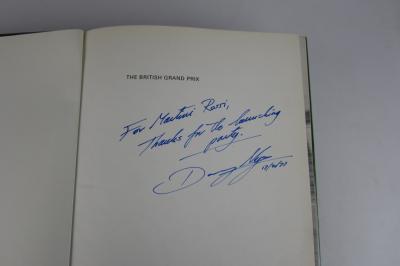 THE BRITISH GRAND PRIX
For Martini Rossi,
Thanks for the launching
party.